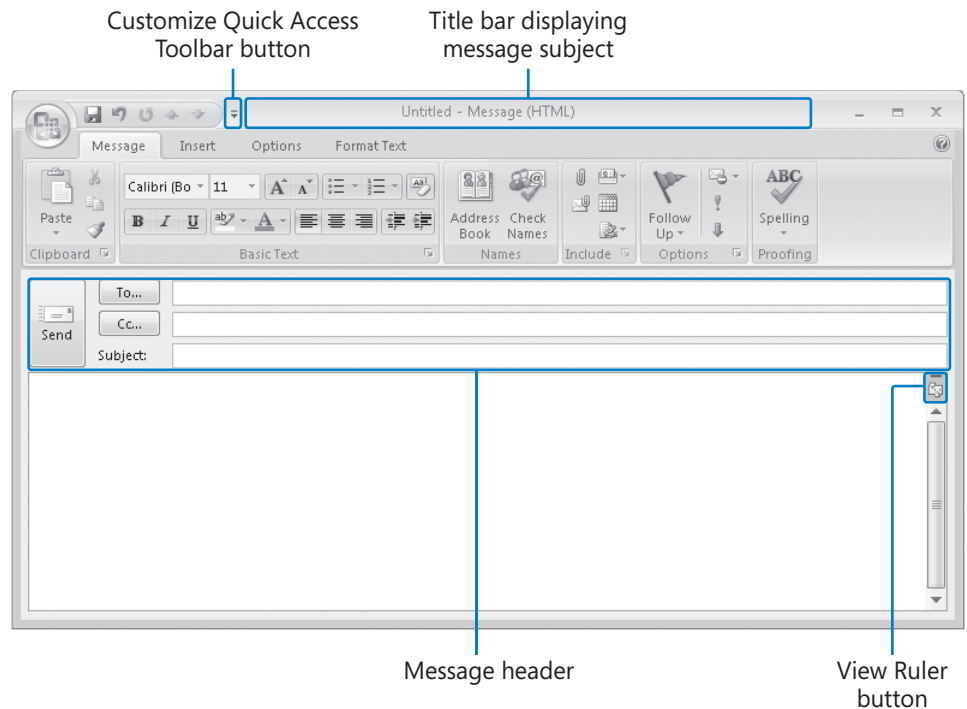 Customize Quick Access
Toolbar button
Title bar displaying
message subject
Untitled - Message (HTML)
Message Insert Options Format Text
Calibri (Bo 11 A A
ABC
Paste
B I U ab A
Address Book
Check Names
Follow Up
Spelling
Clipboard Basic Text Names Include Options Proofing
To...
Cc...
Send
Subject:
Message header
View Ruler
button